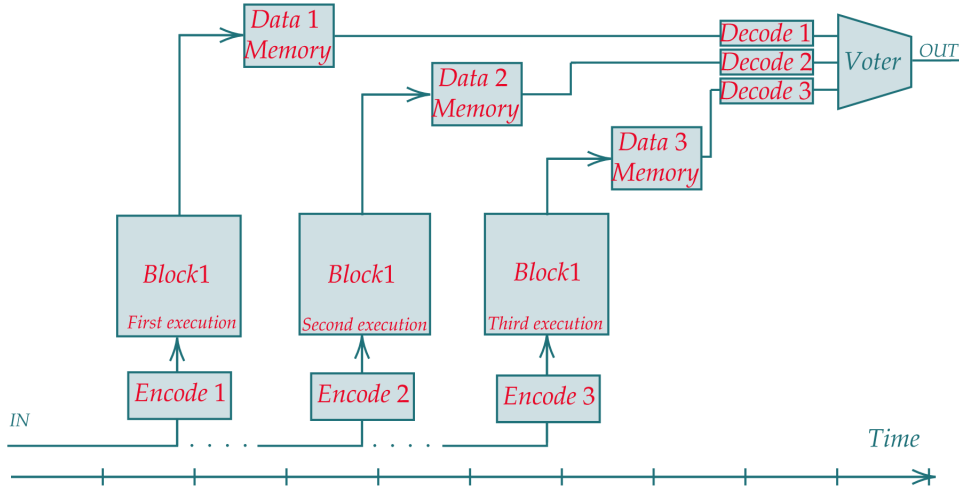 Data 1
Memory
Decode 1
Decode 2
Decode 3
Voter
OUT
Data 2
Memory
Data 3
Memory
Block1
First execution
Block1
Second execution
Block1
Third execution
Encode 1
Encode 2
Encode 3
IN
Time